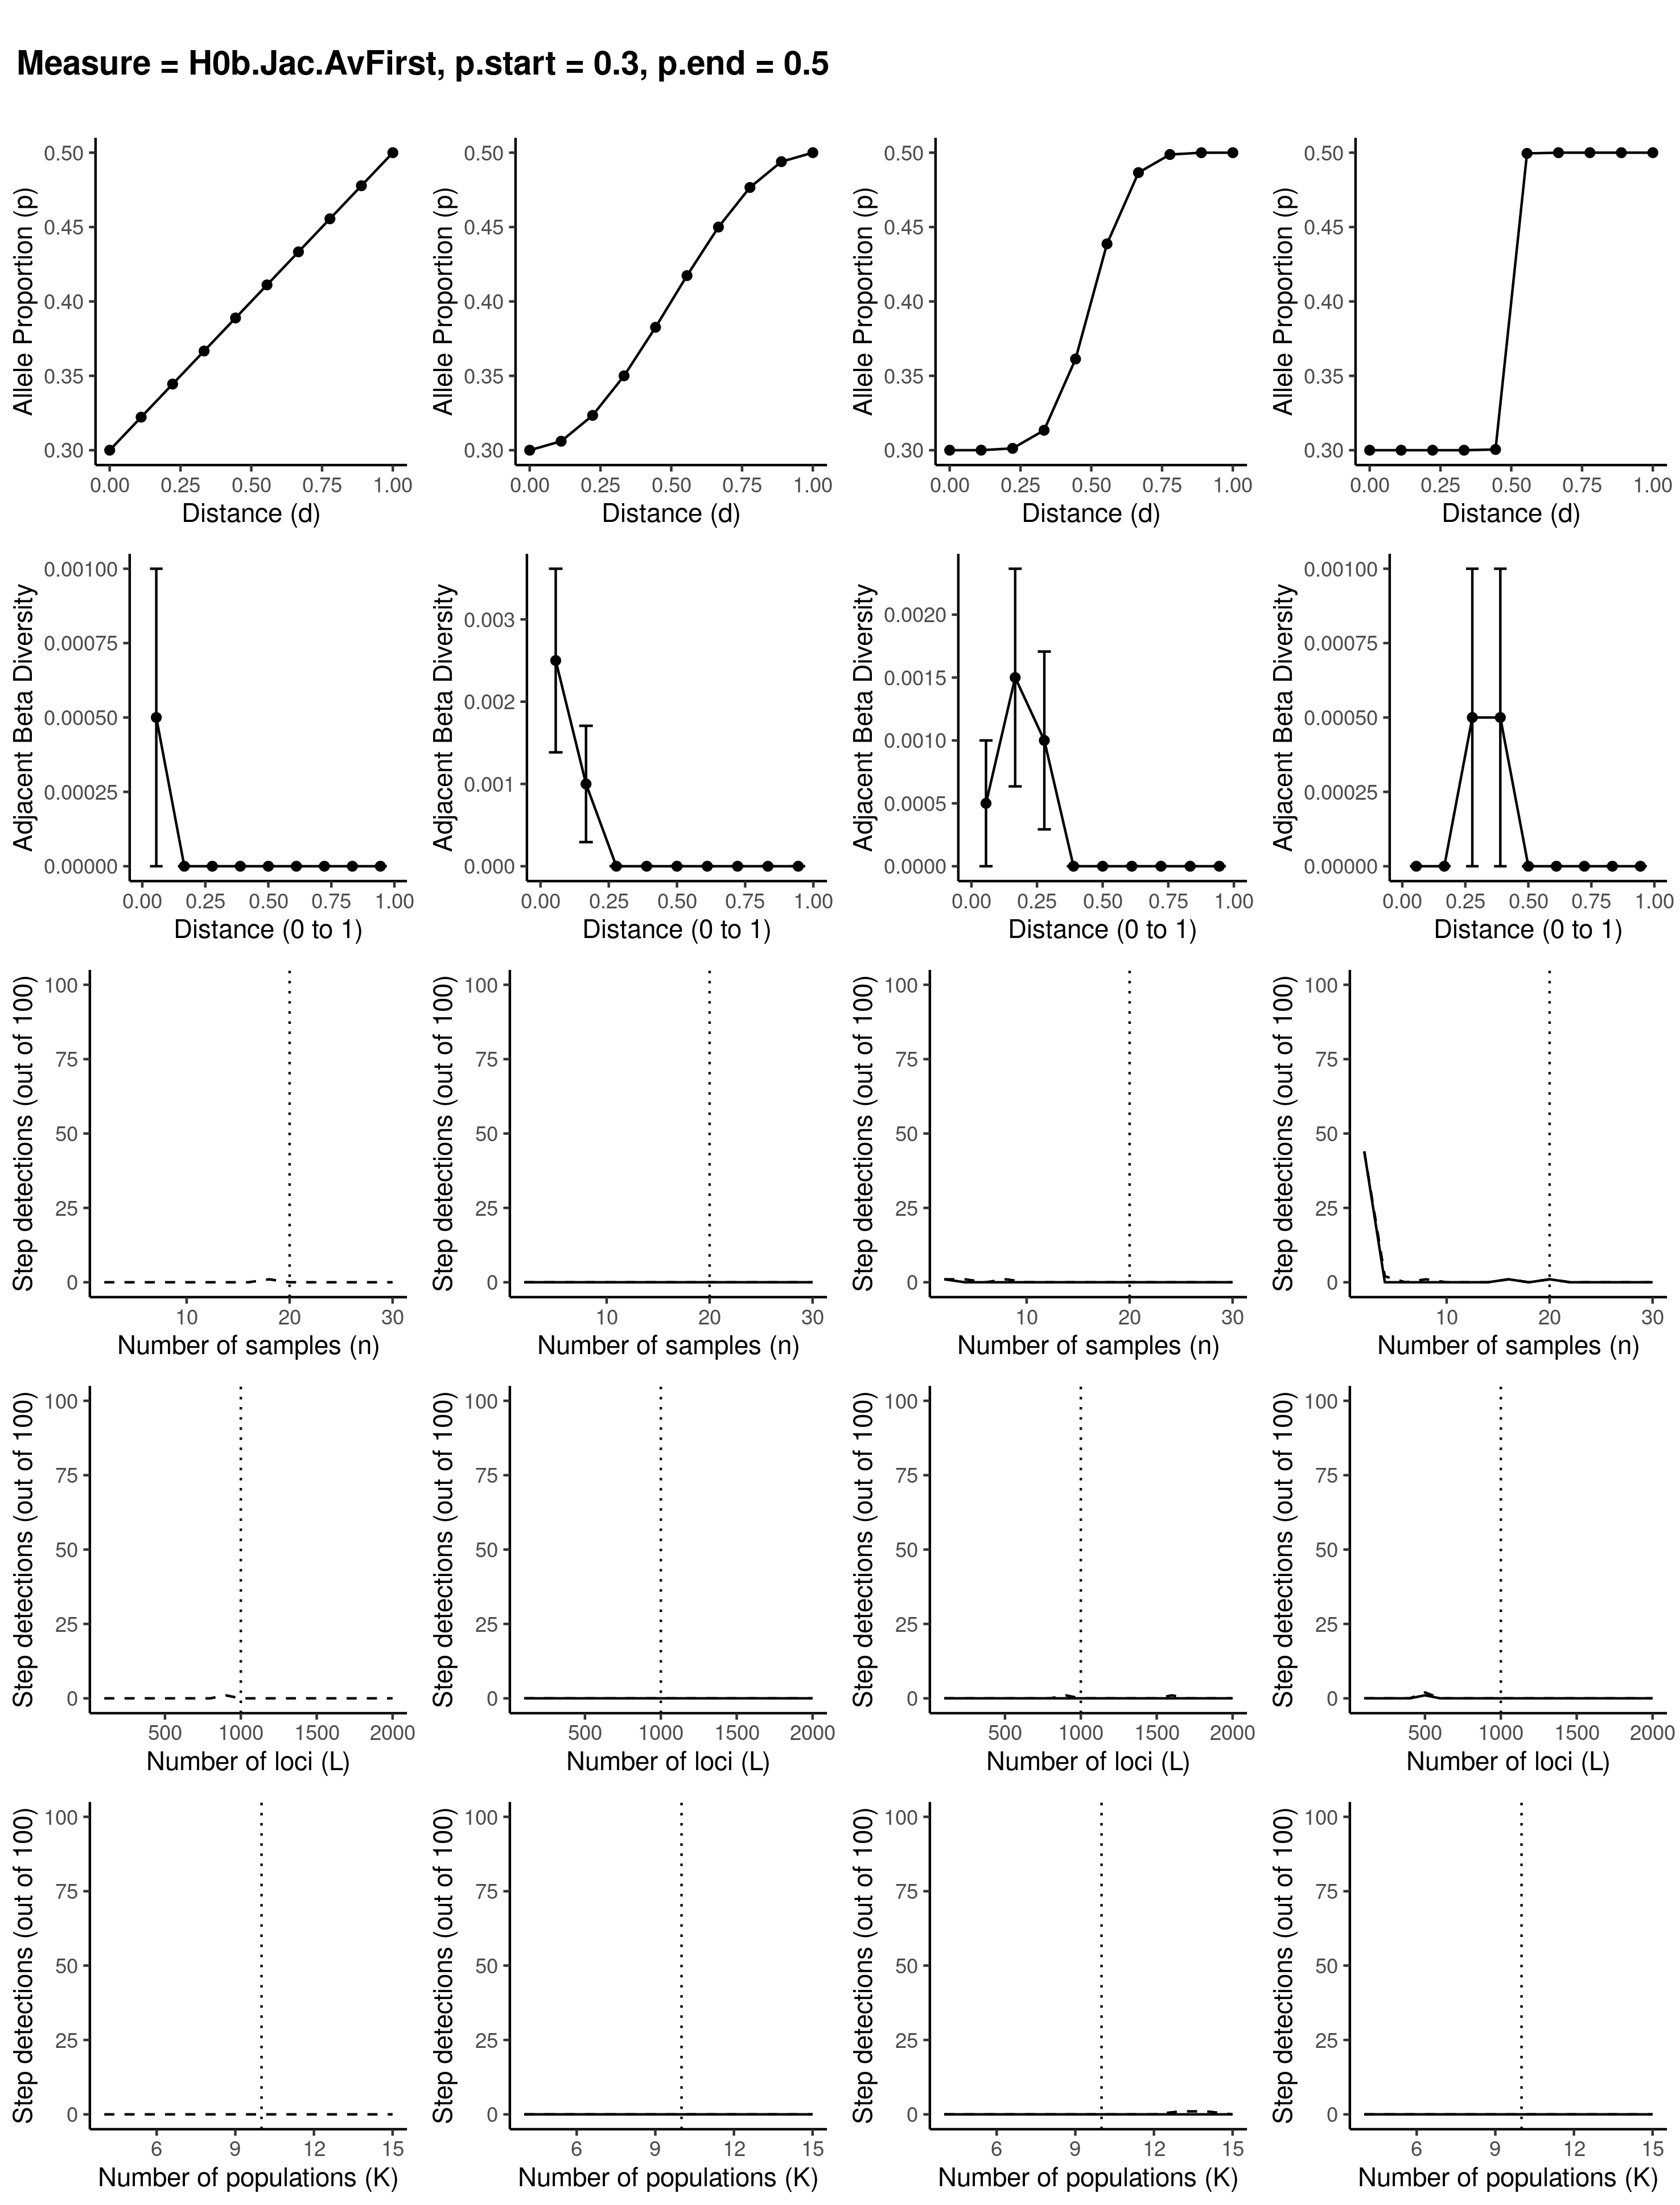 Measure = H0b.Jac.AvFirst, p.start = 0.3, p.end = 0.5
Allele Proportion (p)
0.50
0.45
0.40
0.35
0.30
0.00 0.25 0.50 0.75 1.00
Distance (d)
Allele Proportion (p)
0.50
0.45
0.40
0.35
0.30
0.00 0.25 0.50 0.75 1.00
Distance (d)
Allele Proportion (p)
0.50
0.45
0.40
0.35
0.30
0.00 0.25 0.50 0.75 1.00
Distance (d)
Allele Proportion (p)
0.50
0.45
0.40
0.35
0.30
0.00 0.25 0.50 0.75 1.00
Distance (d)
Adjacent Beta Diversity
0.00100
0.00075
0.00050
0.00025
0.00000
0.00 0.25 0.50 0.75 1.00
Distance (0 to 1)
Adjacent Beta Diversity
0.003
0.002
0.001
0.000
0.00 0.25 0.50 0.75 1.00
Distance (0 to 1)
Adjacent Beta Diversity
0.0020
0.0015
0.0010
0.0005
0.0000
0.00 0.25 0.50 0.75 1.00
Distance (0 to 1)
Adjacent Beta Diversity
0.00100
0.00075
0.00050
0.00025
0.00000
0.00 0.25 0.50 0.75 1.00
Distance (0 to 1)
Step detections (out of 100)
100
75
50
25
0
10 20 30
Number of samples (n)
Step detections (out of 100)
100
75
50
25
0
10 20 30
Number of samples (n)
Step detections (out of 100)
100
75
50
25
0
10 20 30
Number of samples (n)
Step detections (out of 100)
100
75
50
25
0
10 20 30
Number of samples (n)
Step detections (out of 100)
100
75
50
25
0
500 1000 1500 2000
Number of loci (L)
Step detections (out of 100)
100
75
50
25
0
500 1000 1500 2000
Number of loci (L)
Step detections (out of 100)
100
75
50
25
0
500 1000 1500 2000
Number of loci (L)
Step detections (out of 100)
100
75
50
25
0
500 1000 1500 2000
Number of loci (L)
Step detections (out of 100)
100
75
50
25
0
6 9 12 15
Number of populations (K)
Step detections (out of 100)
100
75
50
25
0
6 9 12 15
Number of populations (K)
Step detections (out of 100)
100
75
50
25
0
6 9 12 15
Number of populations (K)
Step detections (out of 100)
100
75
50
25
0
6 9 12 15
Number of populations (K)